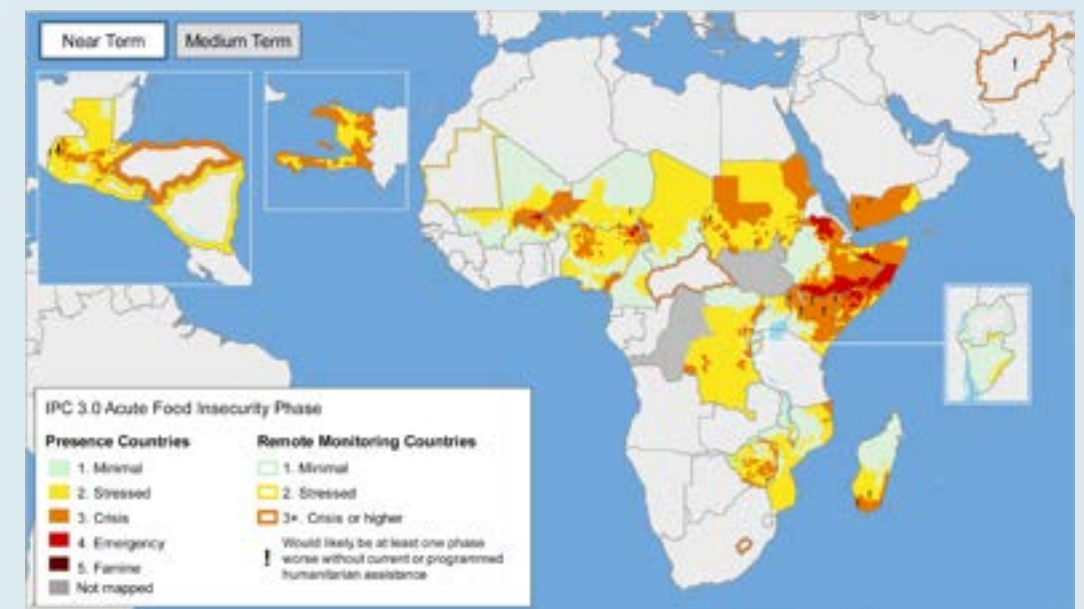 Near Term
Medium Term
IPC 3.0 Acute Food Insecurity Phase
Presence Countries
1. Minimal
2. Stressed
3. Crisis
4. Emergency
5. Famine
Not mapped
Remote Monitoring Countries
1. Minimal
2. Stressed
3+. Crisis or higher
! Would likely be at least one phase
worse without current or programmed
humanitarian assistance